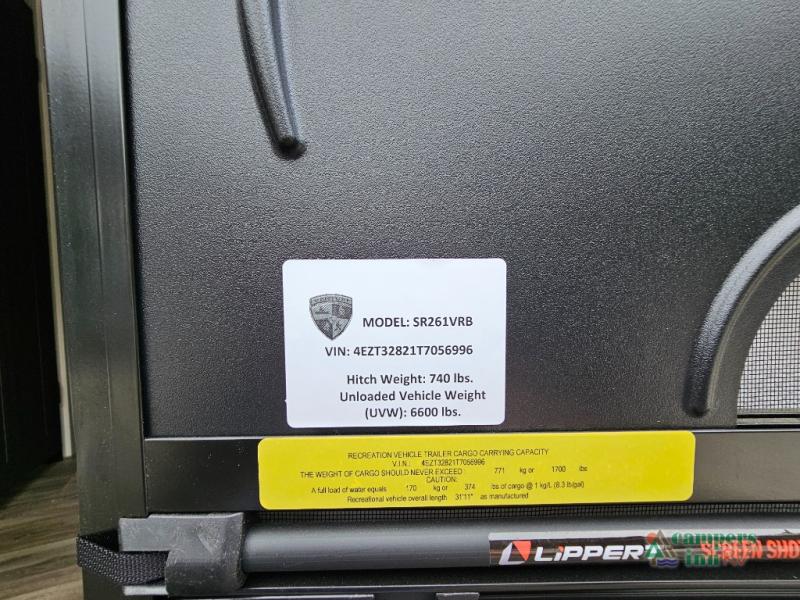 MODEL: SR261VRB
VIN: 4EZT32821T7056996
Hitch Weight: 740 lbs.
Unloaded Vehicle Weight
(UVW): 6600 lbs.
RECREATION VEHICLE TRAILER CARGO CARRYING CAPACITY
V.I.N.: 4EZT32821T7056996
THE WEIGHT OF CARGO SHOULD NEVER EXCEED : 771 kg or 1700 lbs
CAUTION:
A full load of water equals 170 kg or 374 lbs of cargo @ 1 kg/L (8.3 lb/gal)
Recreational vehicle overall length 31'11" as manufactured
LIPPERT SCREEN SHOT
campers
inn RV